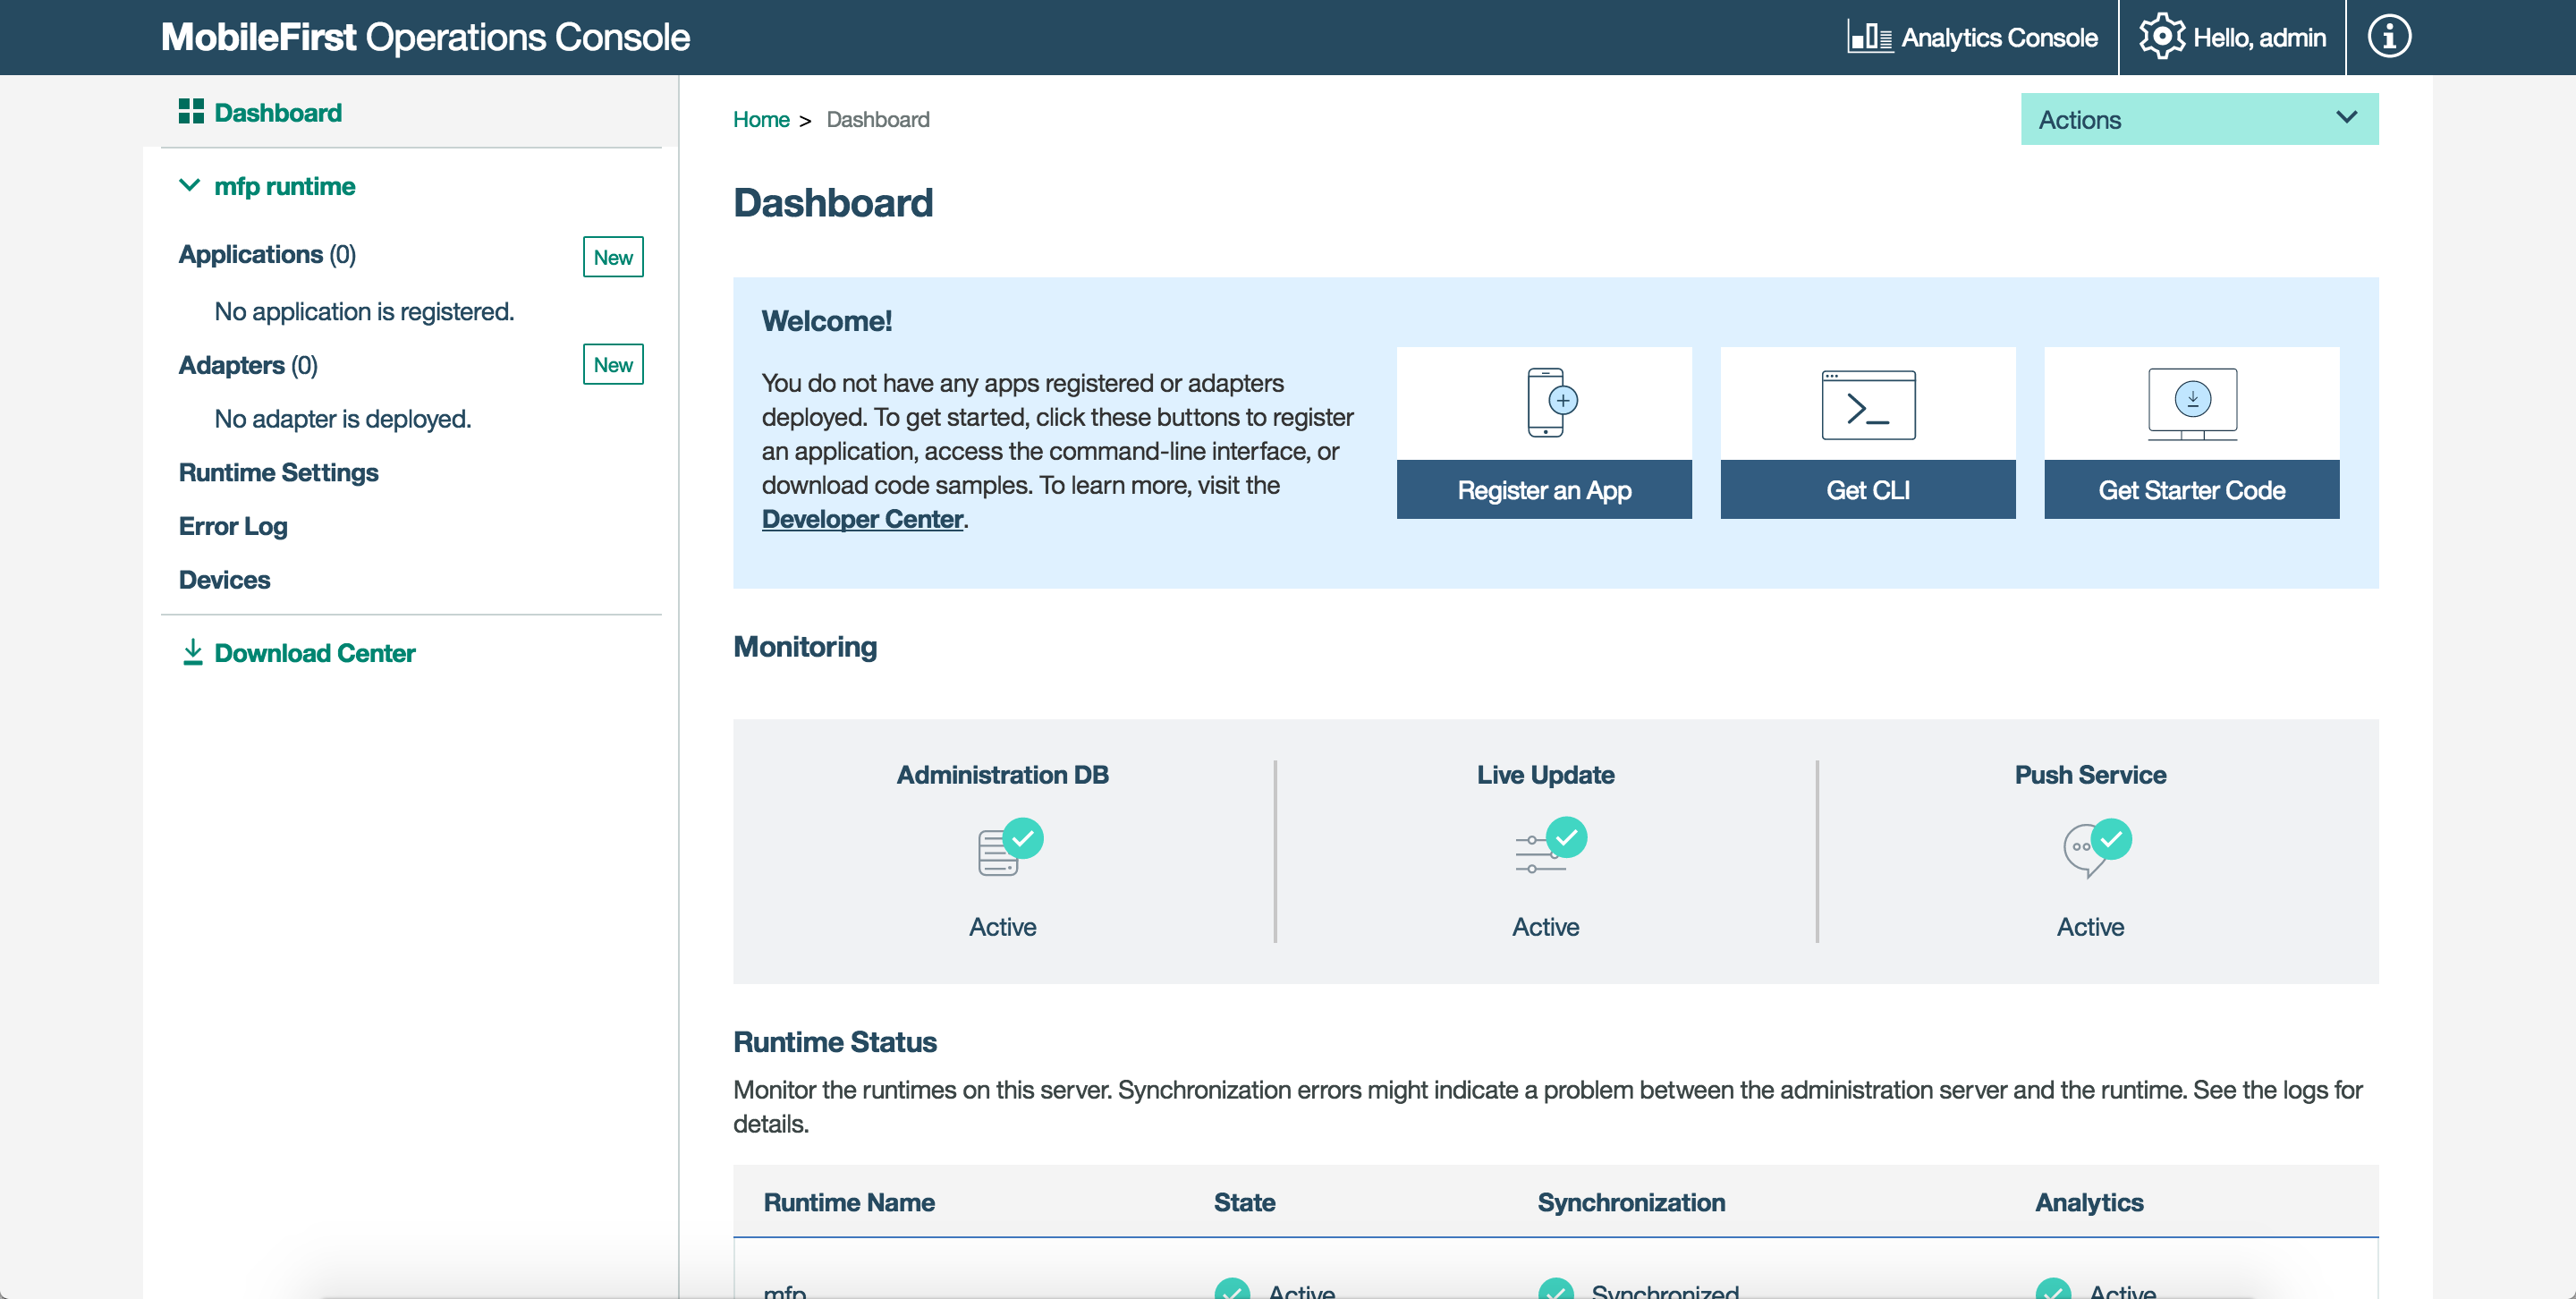 MobileFirst Operations Console
Analytics Console
Hello, admin
Dashboard
mfp runtime
Applications (0)
New
No application is registered.
Adapters (0)
New
No adapter is deployed.
Runtime Settings
Error Log
Devices
Download Center
Home > Dashboard
Actions
Dashboard
Welcome!
You do not have any apps registered or adapters
deployed. To get started, click these buttons to register
an application, access the command-line interface, or
download code samples. To learn more, visit the
Developer Center.
Register an App
Get CLI
Get Starter Code
Monitoring
Administration DB
Live Update
Push Service
Active
Active
Active
Runtime Status
Monitor the runtimes on this server. Synchronization errors might indicate a problem between the administration server and the runtime. See the logs for
details.
Runtime Name State Synchronization Analytics
mfp Active Synchronized Active